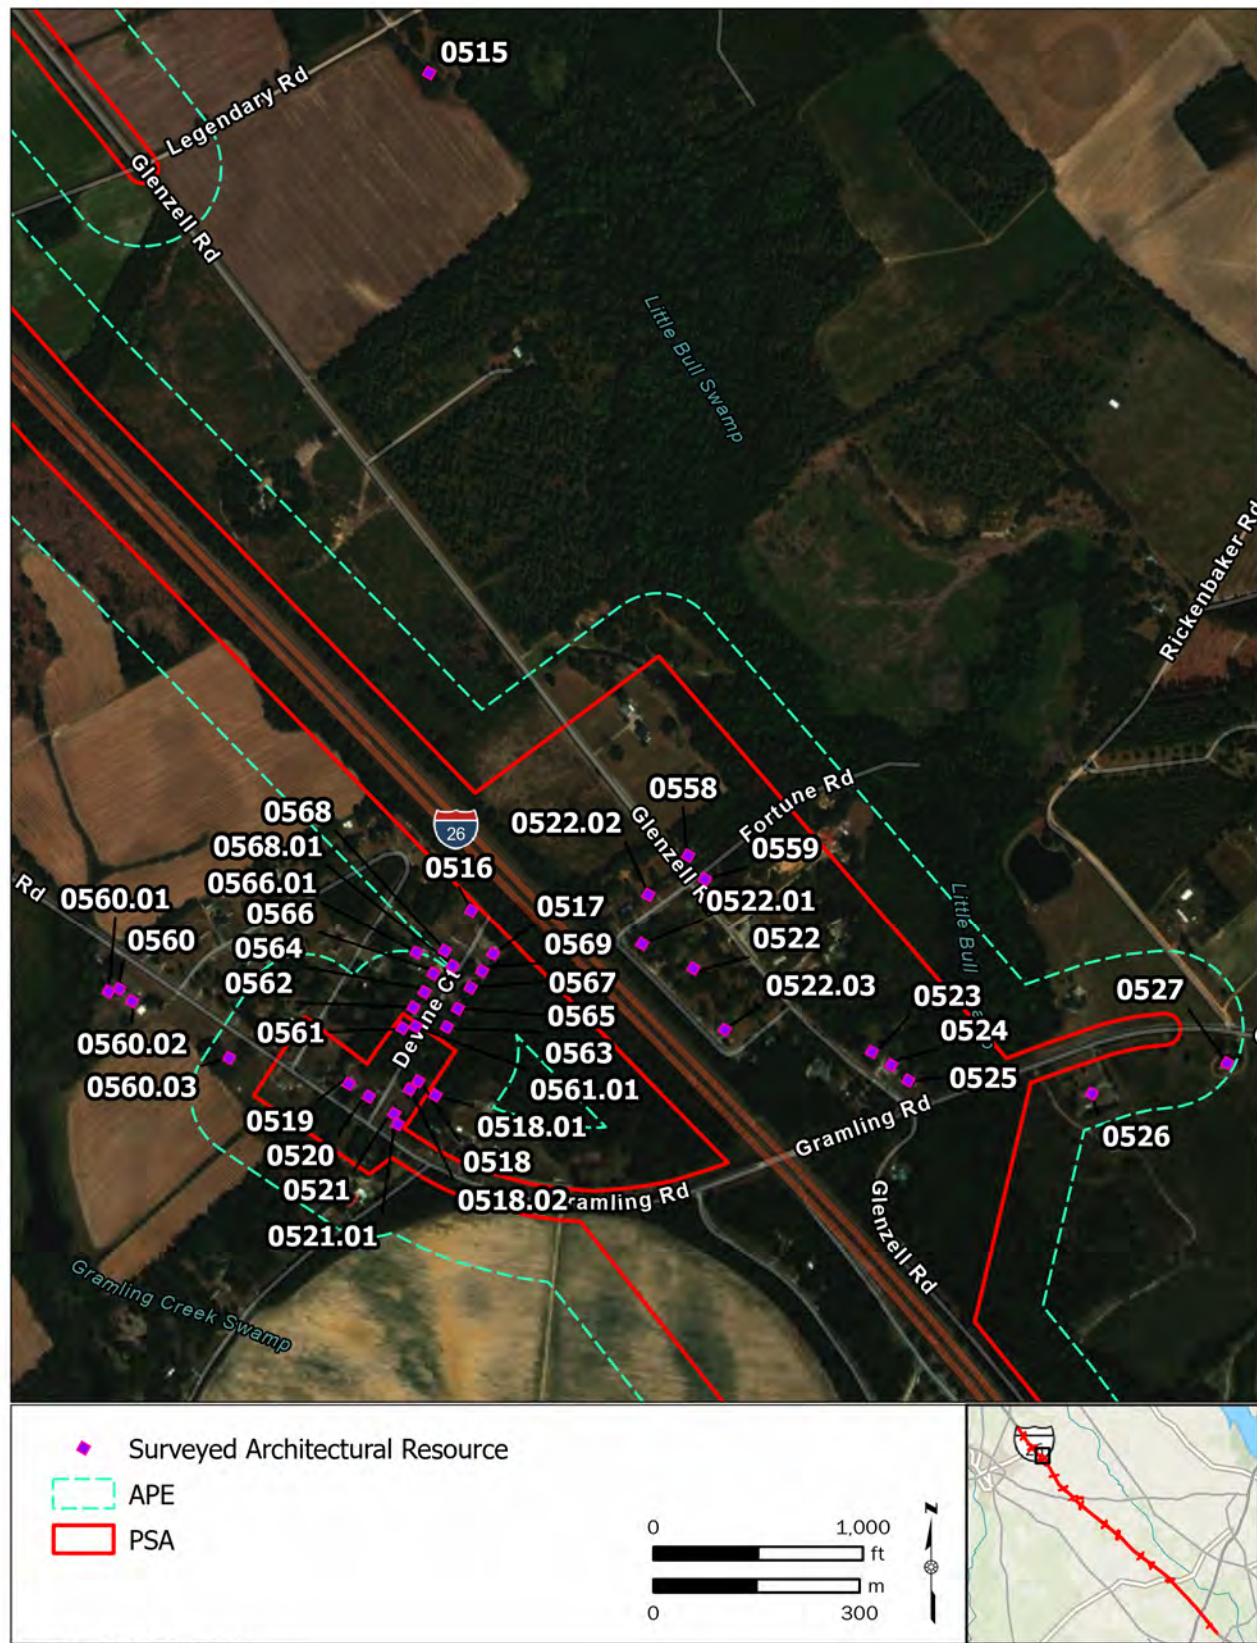 0515
Legendary Rd
Glenzell Rd
Little Bull Swamp
Rickenbaker Rd
0568
0558
Fortune Rd
0522.02
Glenzell R
26
0568.01
0516
0559
0566.01
Rd
0560.01
0566
0517
0522.01
0560
0564
0569
0522
0562
0567
0522.03
Little Bull
0523
0527
0561
0565
0524
0560.02
Devine Ct
0563
0525
0560.03
0561.01
0519
0518.01
Gramling Rd
0526
0520
0518
0521
0518.02
ramling Rd
0521.01
Glenzell Rd
Gramling Creek Swamp
Surveyed Architectural Resource
APE
PSA
0 1,000
ft
m
0 300
z